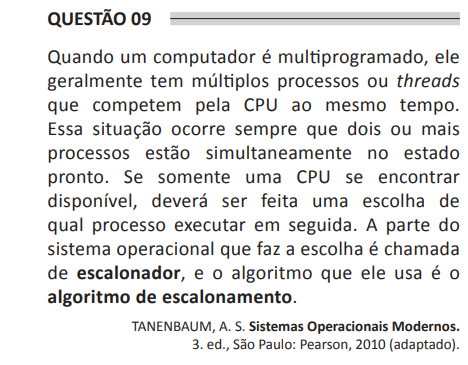 QUESTÃO 09
Quando um computador é multiprogramado, ele
geralmente tem múltiplos processos ou threads
que competem pela CPU ao mesmo tempo.
Essa situação ocorre sempre que dois ou mais
processos estão simultaneamente no estado
pronto. Se somente uma CPU se encontrar
disponível, deverá ser feita uma escolha de
qual processo executar em seguida. A parte do
sistema operacional que faz a escolha é chamada
de escalonador, e o algoritmo que ele usa é o
algoritmo de escalonamento.
TANENBAUM, A. S. Sistemas Operacionais Modernos.
3. ed., São Paulo: Pearson, 2010 (adaptado).